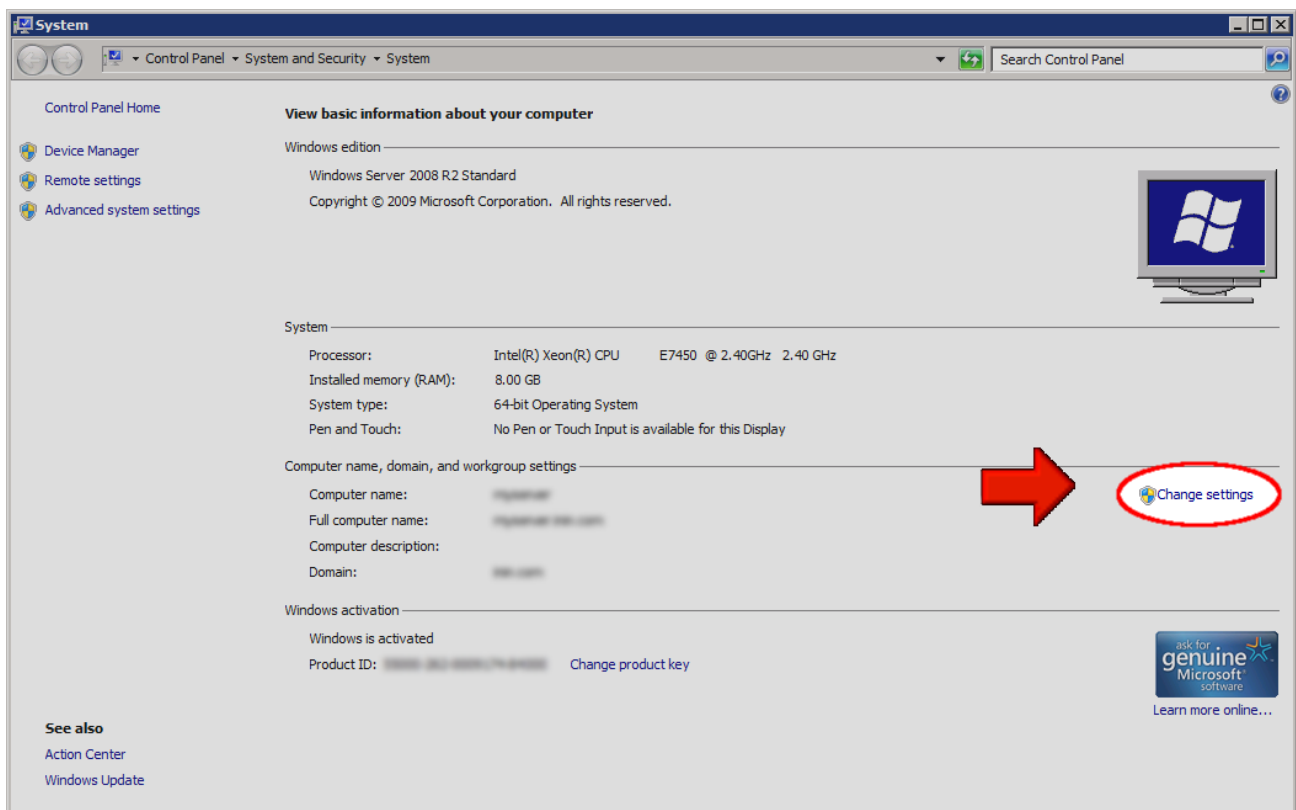 System
Control Panel System and Security System
Search Control Panel
Control Panel Home
Device Manager
Remote settings
Advanced system settings
View basic information about your computer
Windows edition
Windows Server 2008 R2 Standard
Copyright © 2009 Microsoft Corporation. All rights reserved.
System
Processor: Intel(R) Xeon(R) CPU E7450 @ 2.40GHz 2.40 GHz
Installed memory (RAM): 8.00 GB
System type: 64-bit Operating System
Pen and Touch: No Pen or Touch Input is available for this Display
Computer name, domain, and workgroup settings
Computer name:
Change settings
Full computer name:
Computer description:
Domain:
Windows activation
Windows is activated
Product ID: Change product key
ask for
genuine
Microsoft
software
Learn more online...
See also
Action Center
Windows Update